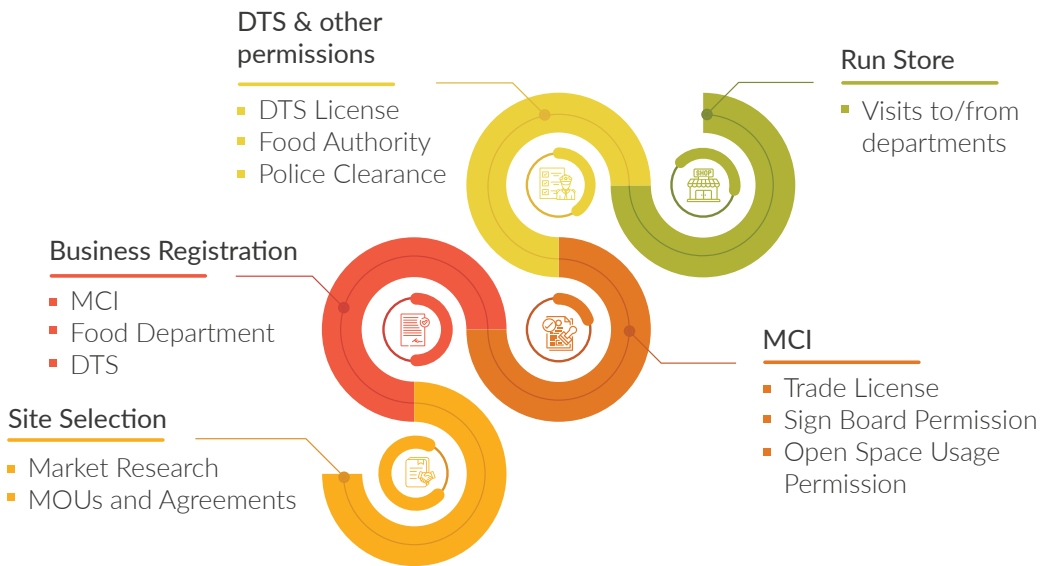 DTS & other
permissions
DTS License
Food Authority
Police Clearance
Run Store
Visits to/from
departments
SHOP
Business Registration
MCI
Food Department
DTS
MCI
Trade License
Sign Board Permission
Open Space Usage
Permission
Site Selection
Market Research
MOUs and Agreements